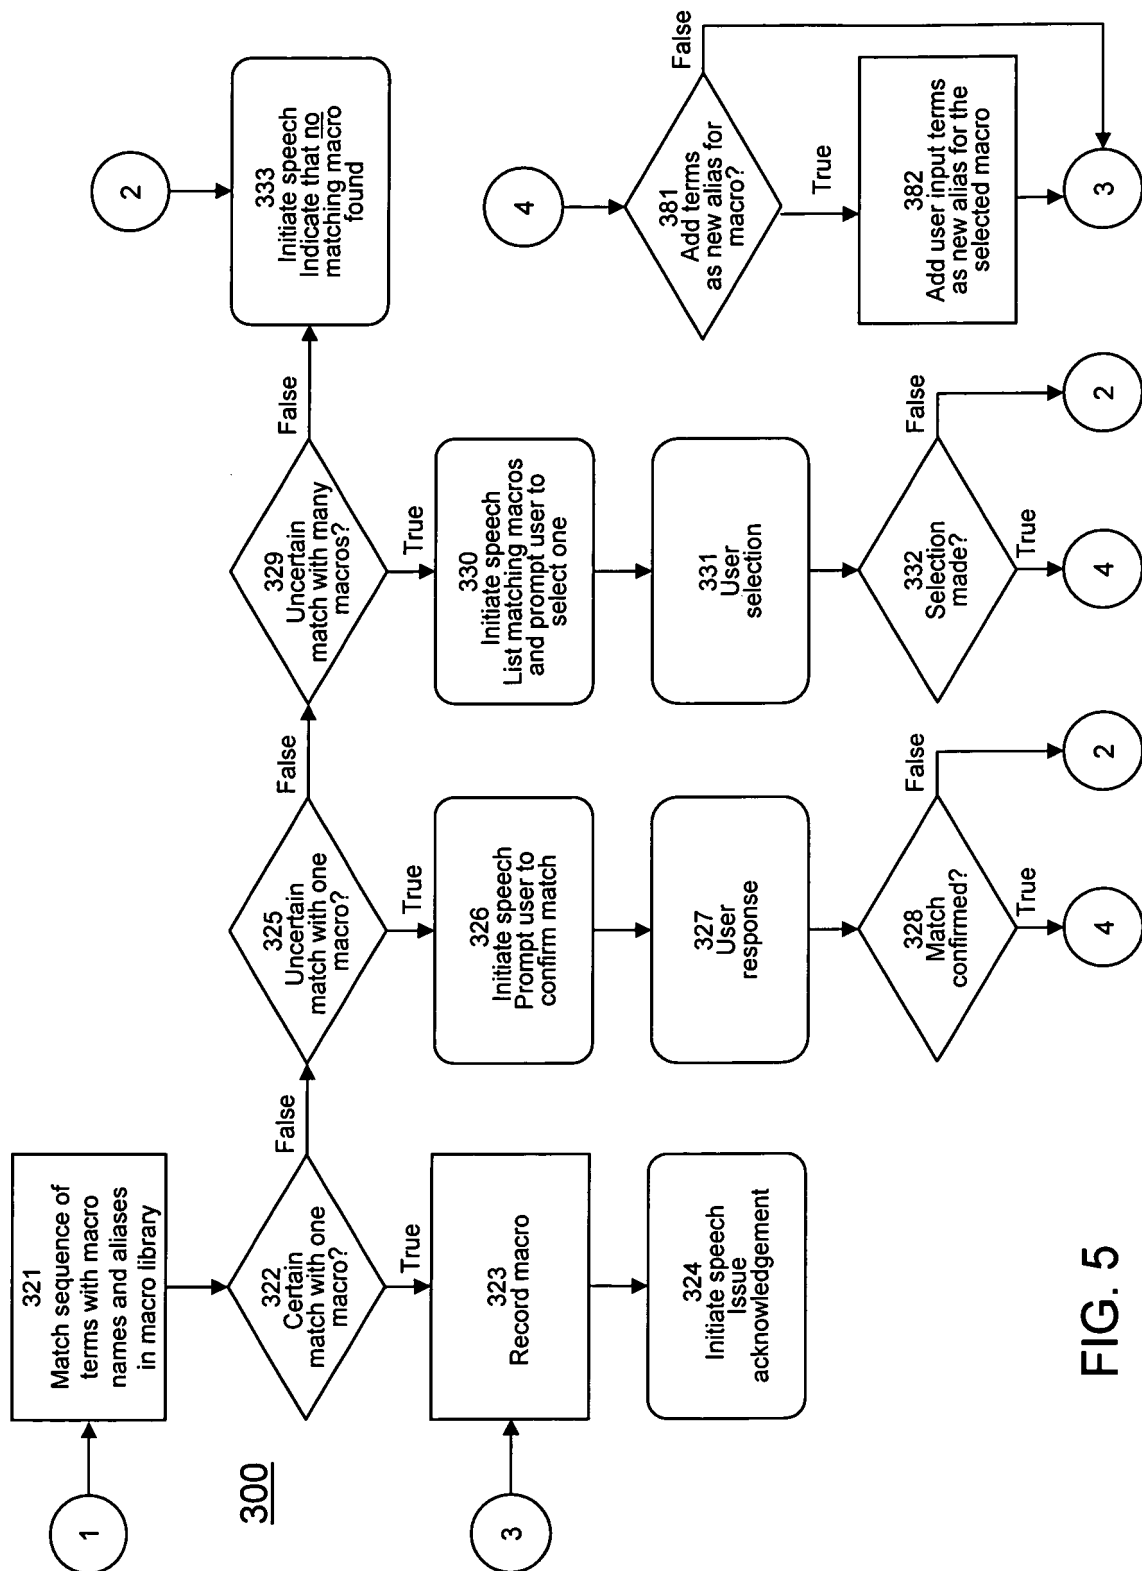 1
321
Match sequence of
terms with macro
names and aliases
in macro library
300
322
Certain
match with one
macro?
False
True
3
323
Record macro
324
Initiate speech
Issue
acknowledgement
325
Uncertain
match with one
macro?
False
True
326
Initiate speech
Prompt user to
confirm match
327
User
response
328
Match
confirmed?
False
True
4
2
329
Uncertain
match with many
macros?
False
True
330
Initiate speech
List matching macros
and prompt user to
select one
331
User
selection
332
Selection
made?
False
True
4
2
2
333
Initiate speech
Indicate that no
matching macro
found
4
381
Add terms
as new alias for
macro?
False
True
382
Add user input terms
as new alias for the
selected macro
3
FIG. 5